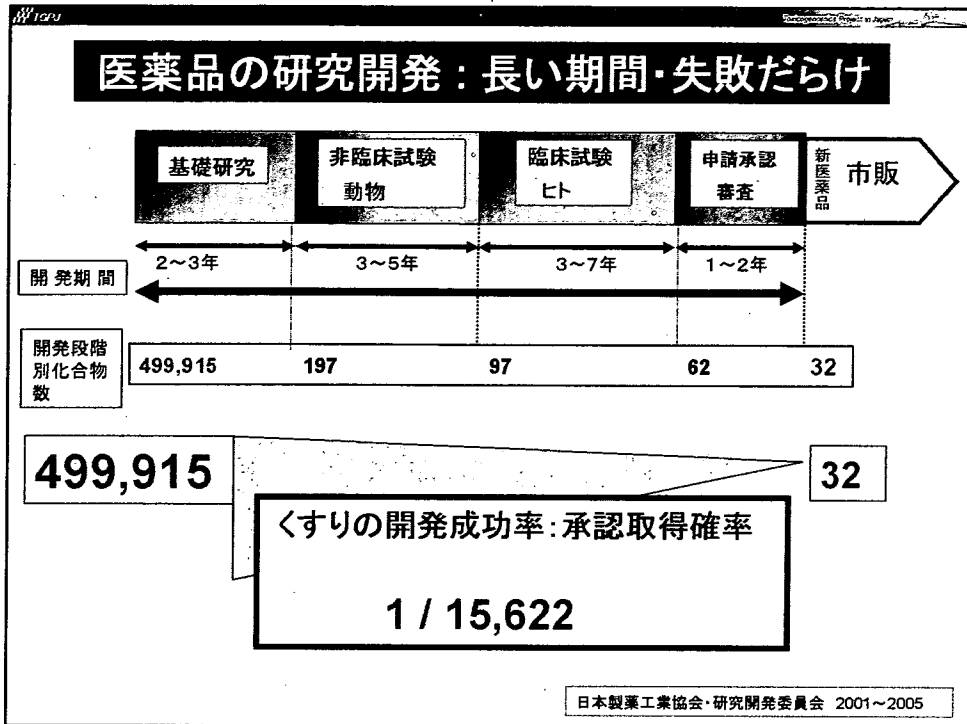 TGPJ
Toxicogenomics Project in Japan
医薬品の研究開発：長い期間・失敗だらけ
基礎研究
非臨床試験
動物
臨床試験
ヒト
申請承認
審査
新医薬品
市販
2～3年
3～5年
3～7年
1～2年
開発期間
開発段階
別化合物
数
499,915
197
97
62
32
499,915
32
くすりの開発成功率：承認取得確率
1 / 15,622
日本製薬工業協会・研究開発委員会 2001～2005